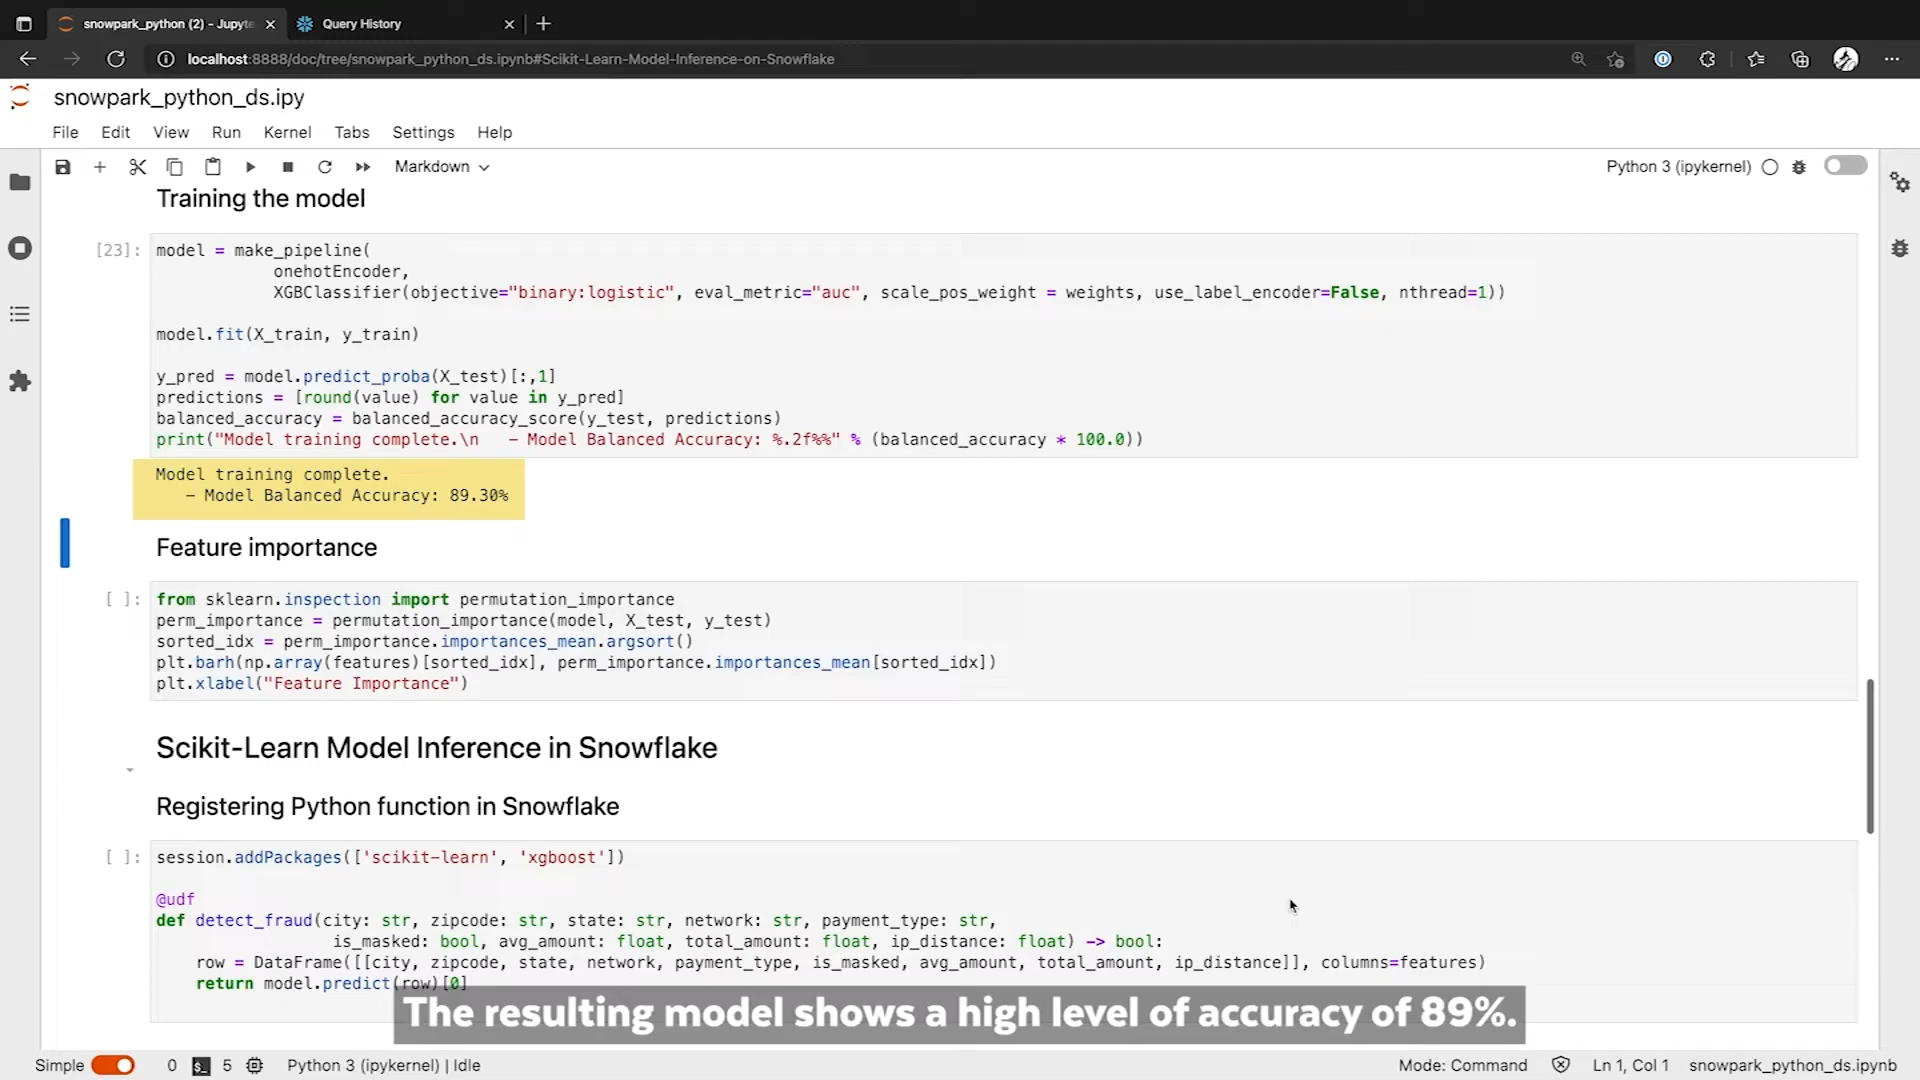 snowpark_python (2) - Jupyte
Query History
localhost:8888/doc/tree/snowpark_python_ds.ipynb#Scikit-Learn-Model-Inference-on-Snowflake
snowpark_python_ds.ipy
File Edit View Run Kernel Tabs Settings Help
Markdown
Python 3 (ipykernel)
Training the model
[23]:
model = make_pipeline(
onehotEncoder,
XGBClassifier(objective="binary:logistic", eval_metric="auc", scale_pos_weight = weights, use_label_encoder=False, nthread=1))
model.fit(X_train, y_train)
y_pred = model.predict_proba(X_test)[:,1]
predictions = [round(value) for value in y_pred]
balanced_accuracy = balanced_accuracy_score(y_test, predictions)
print("Model training complete.\n   - Model Balanced Accuracy: %.2f%%" % (balanced_accuracy * 100.0))
Model training complete.
- Model Balanced Accuracy: 89.30%
Feature importance
[ ]:
from sklearn.inspection import permutation_importance
perm_importance = permutation_importance(model, X_test, y_test)
sorted_idx = perm_importance.importances_mean.argsort()
plt.barh(np.array(features)[sorted_idx], perm_importance.importances_mean[sorted_idx])
plt.xlabel("Feature Importance")
Scikit-Learn Model Inference in Snowflake
Registering Python function in Snowflake
[ ]:
session.addPackages(['scikit-learn', 'xgboost'])
@udf
def detect_fraud(city: str, zipcode: str, state: str, network: str, payment_type: str,
is_masked: bool, avg_amount: float, total_amount: float, ip_distance: float) -> bool:
row = DataFrame([[city, zipcode, state, network, payment_type, is_masked, avg_amount, total_amount, ip_distance]], columns=features)
return model.predict(row)[0]
The resulting model shows a high level of accuracy of 89%.
Simple 0 5 Python 3 (ipykernel) | Idle
Mode: Command Ln 1, Col 1 snowpark_python_ds.ipynb